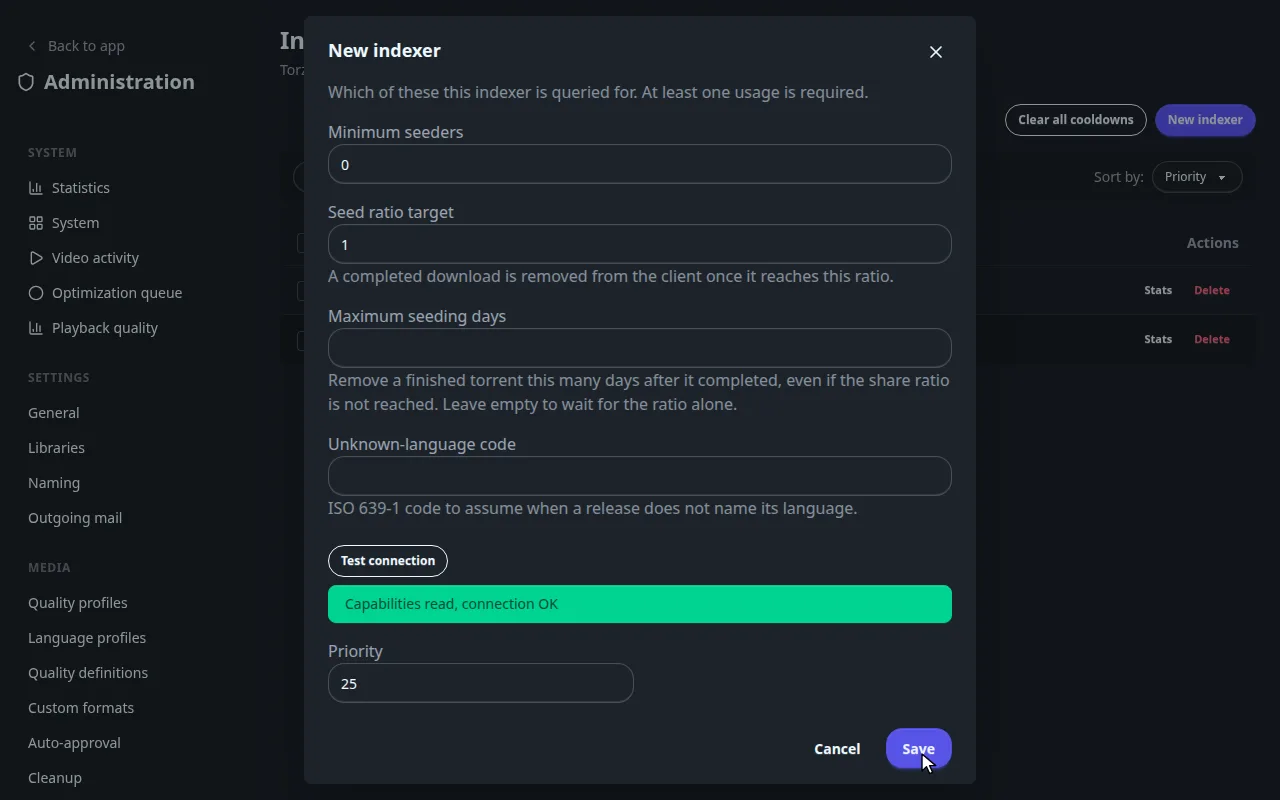 Back to app
Administration
SYSTEM
Statistics
System
Video activity
Optimization queue
Playback quality
SETTINGS
General
Libraries
Naming
Outgoing mail
MEDIA
Quality profiles
Language profiles
Quality definitions
Custom formats
Auto-approval
Cleanup
In
Torz
Clear all cooldowns
New indexer
Sort by:
Priority
Actions
Stats
Delete
Stats
Delete
New indexer
Which of these this indexer is queried for. At least one usage is required.
Minimum seeders
0
Seed ratio target
1
A completed download is removed from the client once it reaches this ratio.
Maximum seeding days
Remove a finished torrent this many days after it completed, even if the share ratio
is not reached. Leave empty to wait for the ratio alone.
Unknown-language code
ISO 639-1 code to assume when a release does not name its language.
Test connection
Capabilities read, connection OK
Priority
25
Cancel
Save